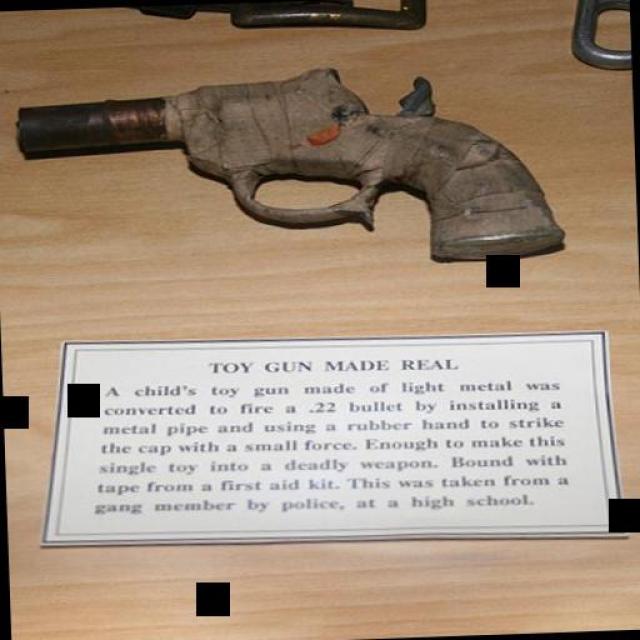 TOY GUN MADE REAL
A child's toy gun made of light metal was
converted to fire a .22 bullet by installing a
metal pipe and using a rubber hand to strike
the cap with a small force. Enough to make this
single toy into a deadly weapon. Bound with
tape from a first aid kit. This was taken from a
gang member by police, at a high school.